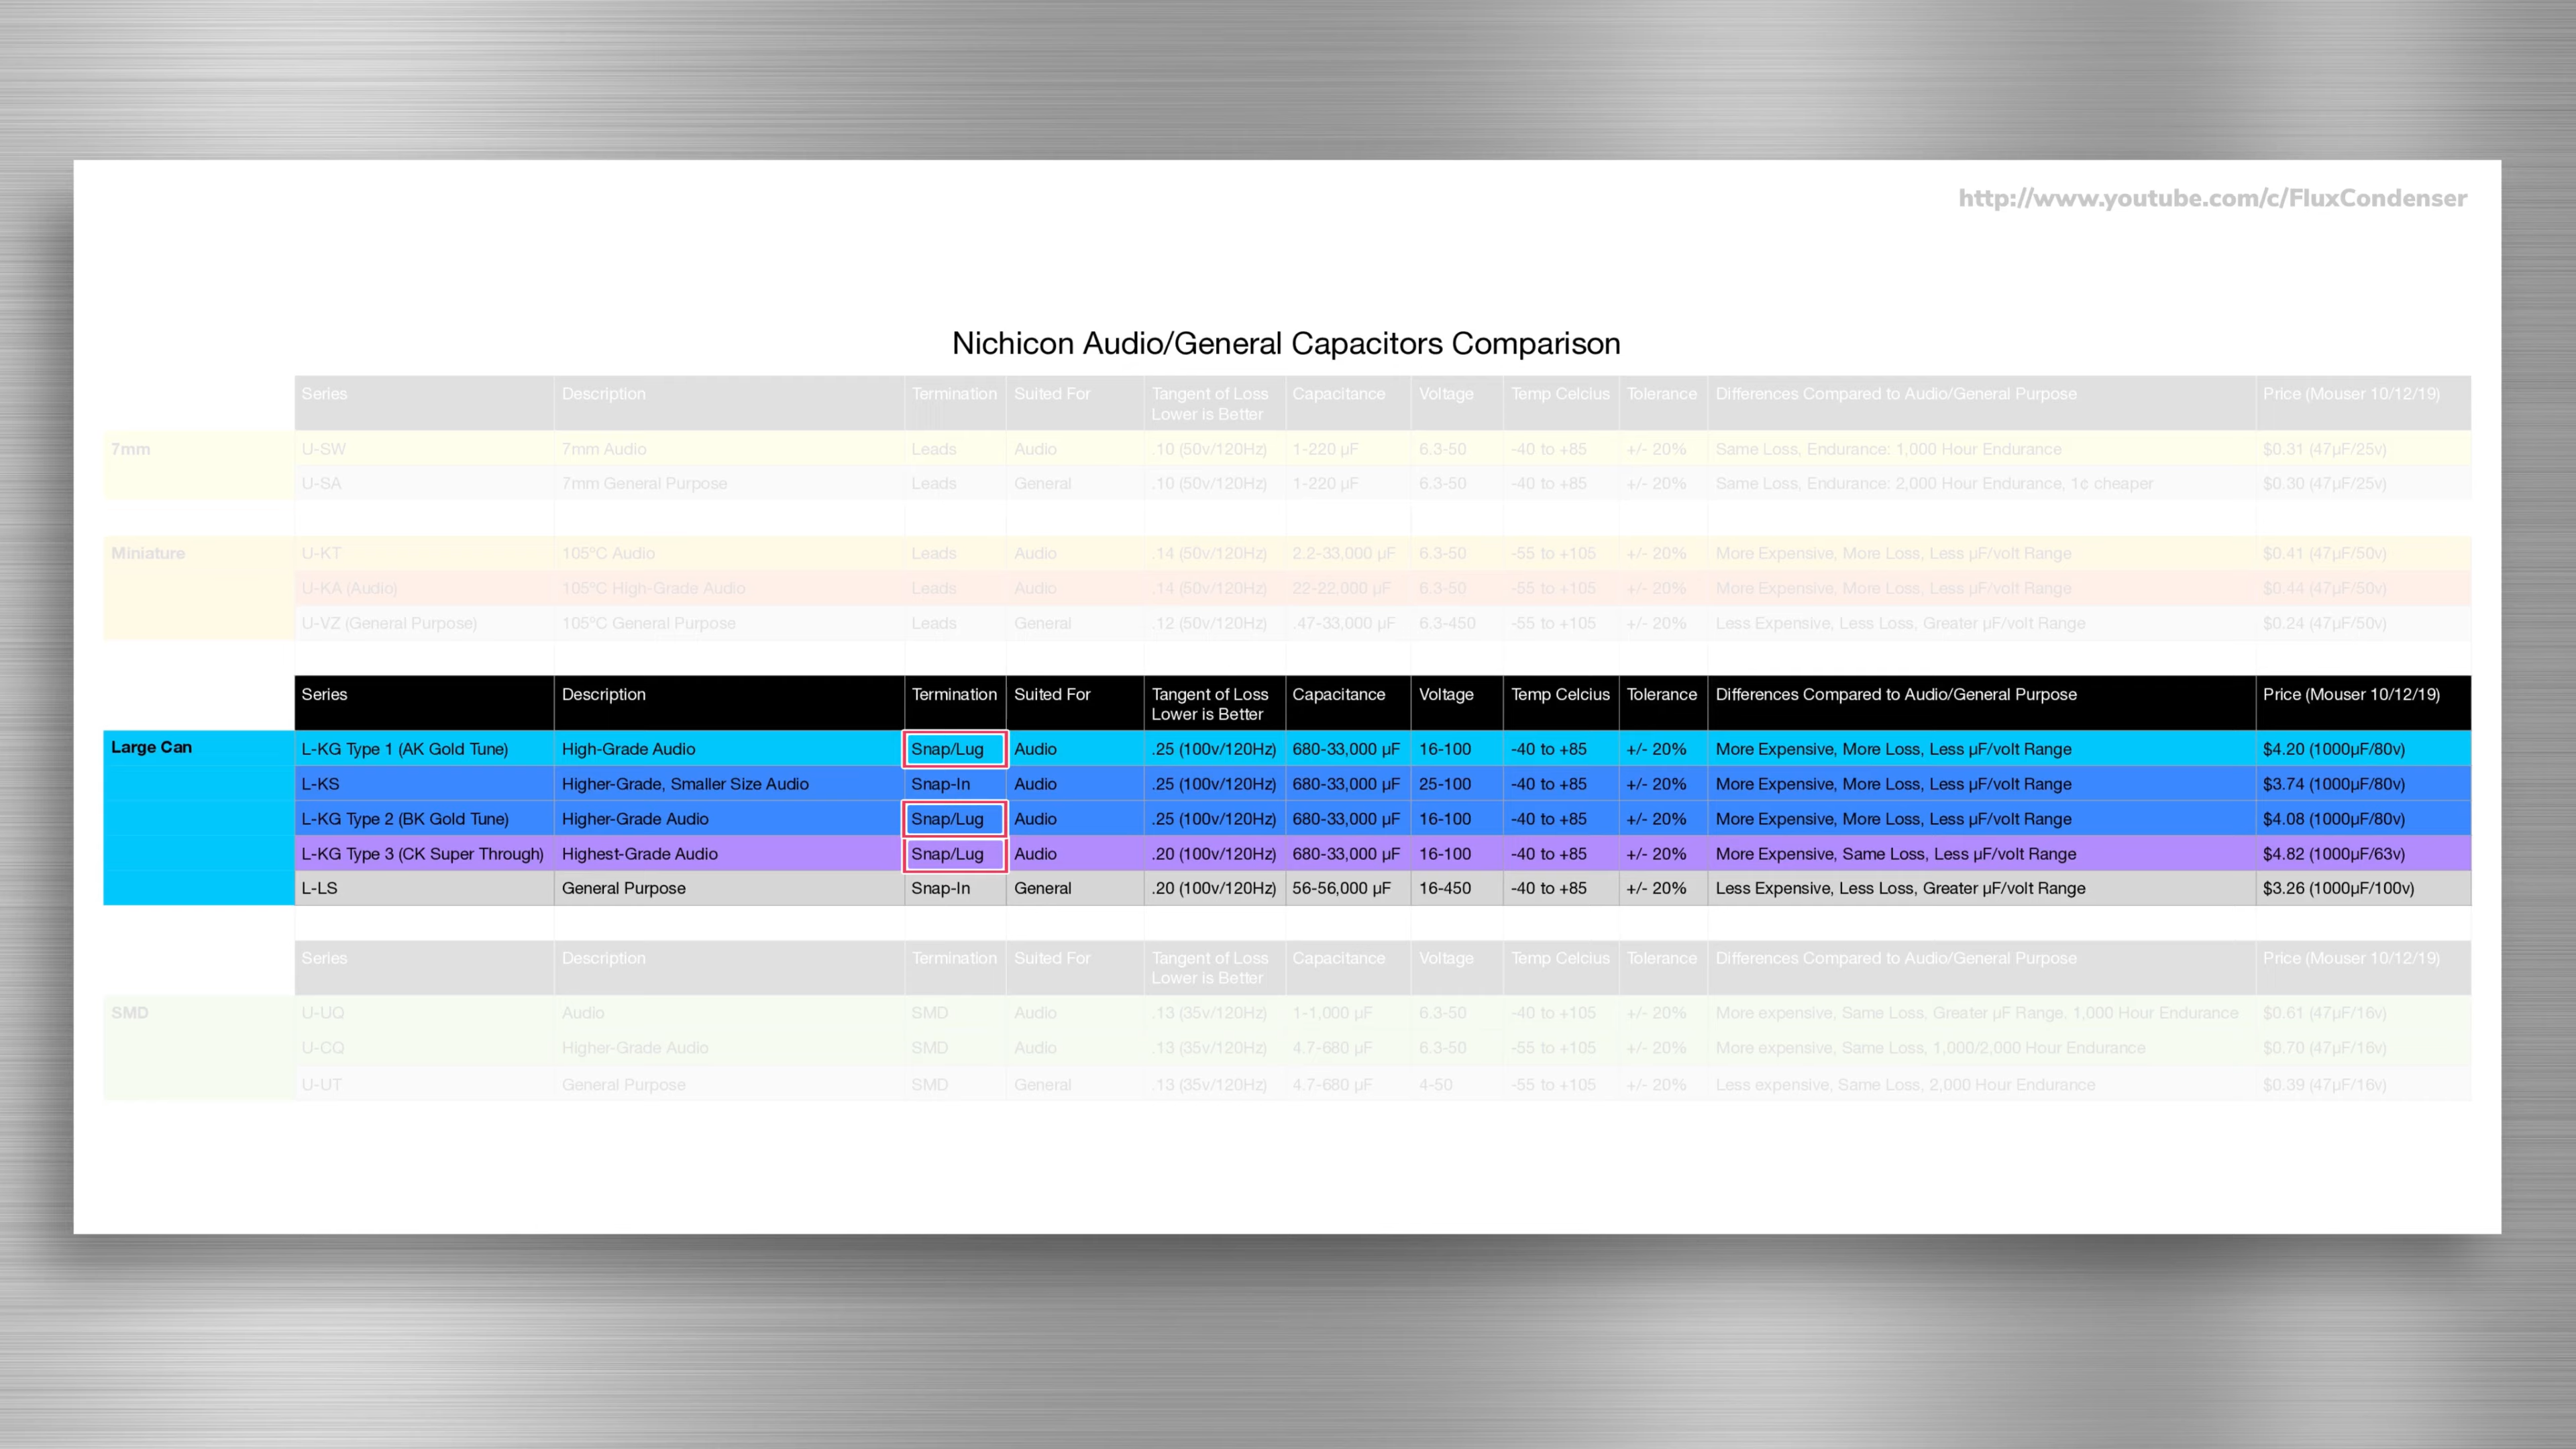 http://www.youtube.com/c/FluxCondenser
Nichicon Audio/General Capacitors Comparison
Series Description Termination Suited For Tangent of Loss Lower is Better Capacitance Voltage Temp Celcius Tolerance Differences Compared to Audio/General Purpose Price (Mouser 10/12/19)
7mm U-SW 7mm Audio Leads Audio .10 (50v/120Hz) 1-220 µF 6.3-50 -40 to +85 +/- 20% Same Loss, Endurance: 1,000 Hour Endurance $0.31 (47µF/25v)
U-SA 7mm General Purpose Leads General .10 (50v/120Hz) 1-220 µF 6.3-50 -40 to +85 +/- 20% Same Loss, Endurance: 2,000 Hour Endurance, 1¢ cheaper $0.30 (47µF/25v)
Miniature U-KT 105°C Audio Leads Audio .14 (50v/120Hz) 2.2-33,000 µF 6.3-50 -55 to +105 +/- 20% More Expensive, More Loss, Less µF/volt Range $0.41 (47µF/50v)
U-KA (Audio) 105°C High-Grade Audio Leads Audio .14 (50v/120Hz) 22-22,000 µF 6.3-50 -55 to +105 +/- 20% More Expensive, More Loss, Less µF/volt Range $0.44 (47µF/50v)
U-VZ (General Purpose) 105°C General Purpose Leads General .12 (50v/120Hz) .47-33,000 µF 6.3-450 -55 to +105 +/- 20% Less Expensive, Less Loss, Greater µF/volt Range $0.24 (47µF/50v)
Series Description Termination Suited For Tangent of Loss Lower is Better Capacitance Voltage Temp Celcius Tolerance Differences Compared to Audio/General Purpose Price (Mouser 10/12/19)
Large Can L-KG Type 1 (AK Gold Tune) High-Grade Audio Snap/Lug Audio .25 (100v/120Hz) 680-33,000 µF 16-100 -40 to +85 +/- 20% More Expensive, More Loss, Less µF/volt Range $4.20 (1000µF/80v)
L-KS Higher-Grade, Smaller Size Audio Snap-In Audio .25 (100v/120Hz) 680-33,000 µF 25-100 -40 to +85 +/- 20% More Expensive, More Loss, Less µF/volt Range $3.74 (1000µF/80v)
L-KG Type 2 (BK Gold Tune) Higher-Grade Audio Snap/Lug Audio .25 (100v/120Hz) 680-33,000 µF 16-100 -40 to +85 +/- 20% More Expensive, More Loss, Less µF/volt Range $4.08 (1000µF/80v)
L-KG Type 3 (CK Super Through) Highest-Grade Audio Snap/Lug Audio .20 (100v/120Hz) 680-33,000 µF 16-100 -40 to +85 +/- 20% More Expensive, Same Loss, Less µF/volt Range $4.82 (1000µF/63v)
L-LS General Purpose Snap-In General .20 (100v/120Hz) 56-56,000 µF 16-450 -40 to +85 +/- 20% Less Expensive, Less Loss, Greater µF/volt Range $3.26 (1000µF/100v)
Series Description Termination Suited For Tangent of Loss Lower is Better Capacitance Voltage Temp Celcius Tolerance Differences Compared to Audio/General Purpose Price (Mouser 10/12/19)
SMD U-UQ Audio SMD Audio .13 (35v/120Hz) 1-1,000 µF 6.3-50 -40 to +105 +/- 20% More expensive, Same Loss, Greater µF Range. 1,000 Hour Endurance $0.61 (47µF/16v)
U-CQ Higher-Grade Audio SMD Audio .13 (35v/120Hz) 4.7-680 µF 6.3-50 -55 to +105 +/- 20% More expensive, Same Loss, 1,000/2,000 Hour Endurance $0.70 (47µF/16v)
U-UT General Purpose SMD General .13 (35v/120Hz) 4.7-680 µF 4-50 -55 to +105 +/- 20% Less expensive, Same Loss, 2,000 Hour Endurance $0.39 (47µF/16v)